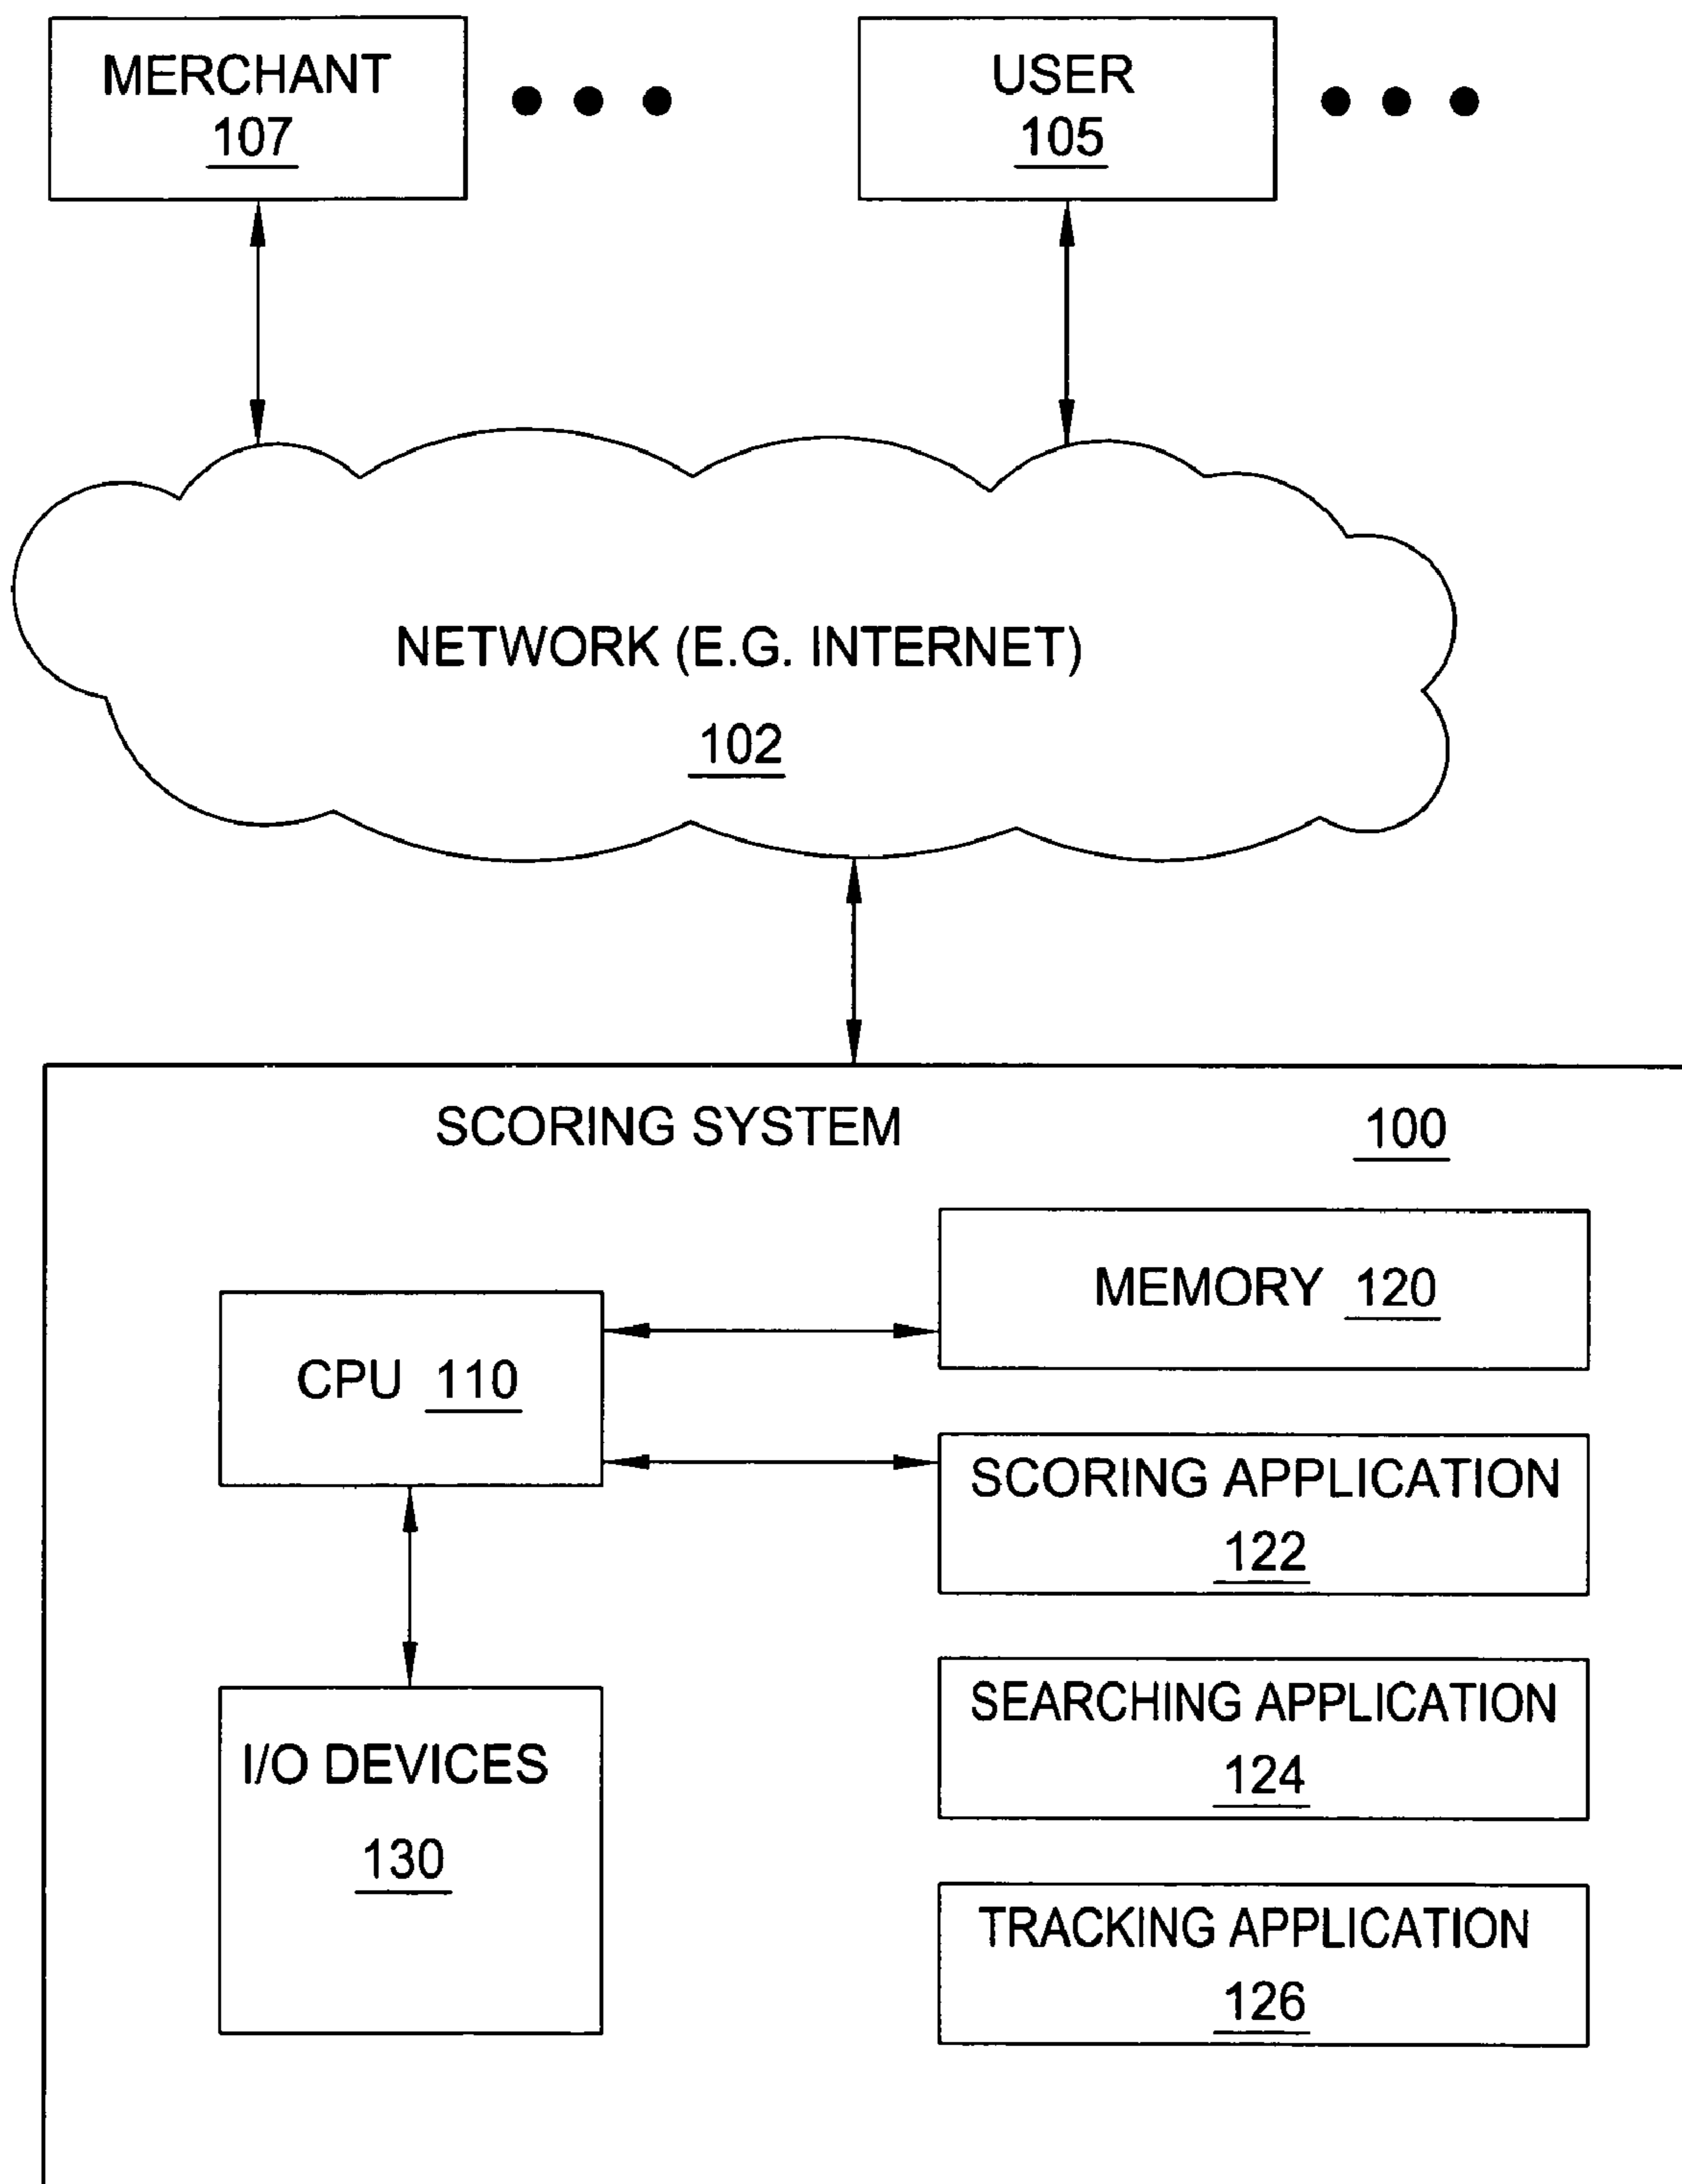 MERCHANT
107
USER
105
NETWORK (E.G. INTERNET)
102
SCORING SYSTEM 100
MEMORY 120
CPU 110
SCORING APPLICATION
122
SEARCHING APPLICATION
124
I/O DEVICES
130
TRACKING APPLICATION
126